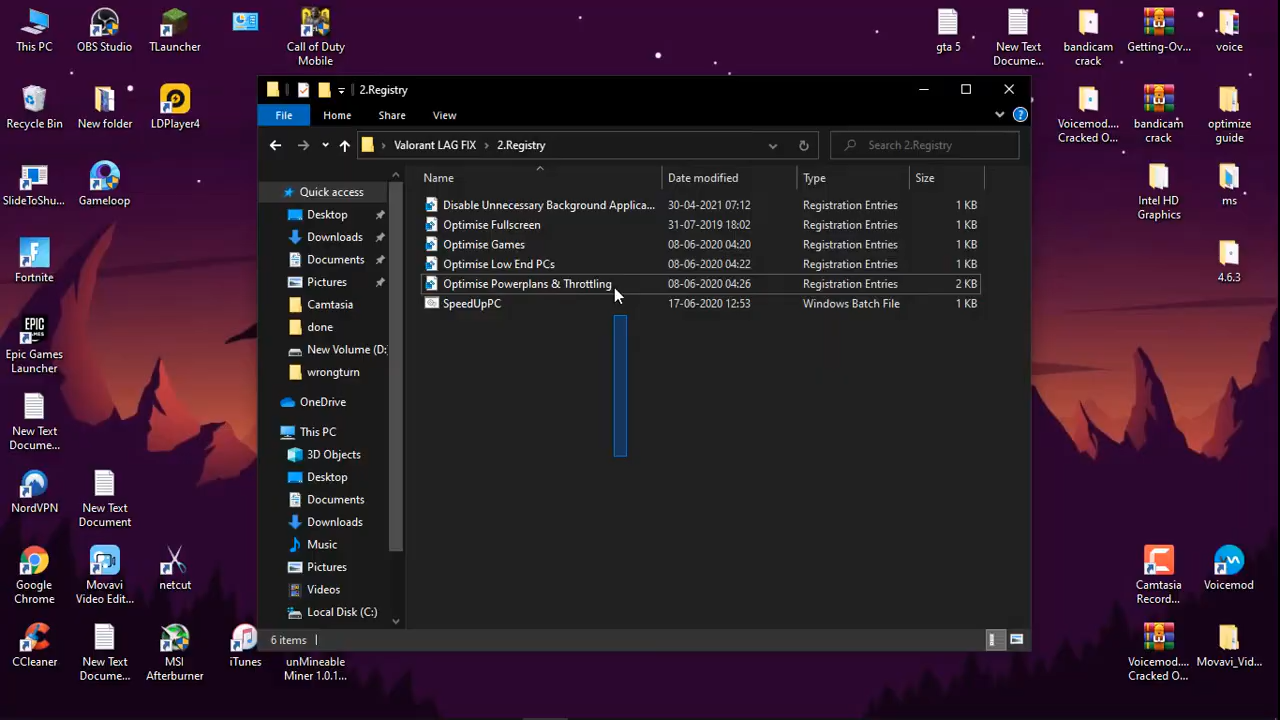 This PC
OBS Studio
TLauncher
Call of Duty
Mobile
gta 5
New Text
Docume...
bandicam
crack
Getting-Ov...
voice
2.Registry
File
Home
Share
View
Recycle Bin
New folder
LDPlayer4
Voicemod...
Cracked O...
bandicam
crack
optimize
guide
Valorant LAG FIX
2.Registry
Search 2.Registry
Name
Date modified
Type
Size
Quick access
Desktop
Downloads
Documents
Pictures
Camtasia
done
New Volume (D:
wrongturn
OneDrive
This PC
3D Objects
Desktop
Documents
Downloads
Music
Pictures
Videos
Local Disk (C:)
Disable Unnecessary Background Applica... 30-04-2021 07:12 Registration Entries 1 KB
Optimise Fullscreen 31-07-2019 18:02 Registration Entries 1 KB
Optimise Games 08-06-2020 04:20 Registration Entries 1 KB
Optimise Low End PCs 08-06-2020 04:22 Registration Entries 1 KB
Optimise Powerplans & Throttling 08-06-2020 04:26 Registration Entries 2 KB
SpeedUpPC 17-06-2020 12:53 Windows Batch File 1 KB
6 items
SlideToShu...
Gameloop
Intel HD
Graphics
ms
Fortnite
4.6.3
EPIC
GAMES
Epic Games
Launcher
New Text
Docume...
NordVPN
New Text
Document
Google
Chrome
Movavi
Video Edit...
netcut
Camtasia
Record...
Voicemod
CCleaner
New Text
Docume...
MSI
Afterburner
iTunes
unMineable
Miner 1.0.1...
Voicemod....
Cracked O...
Movavi_Vid...